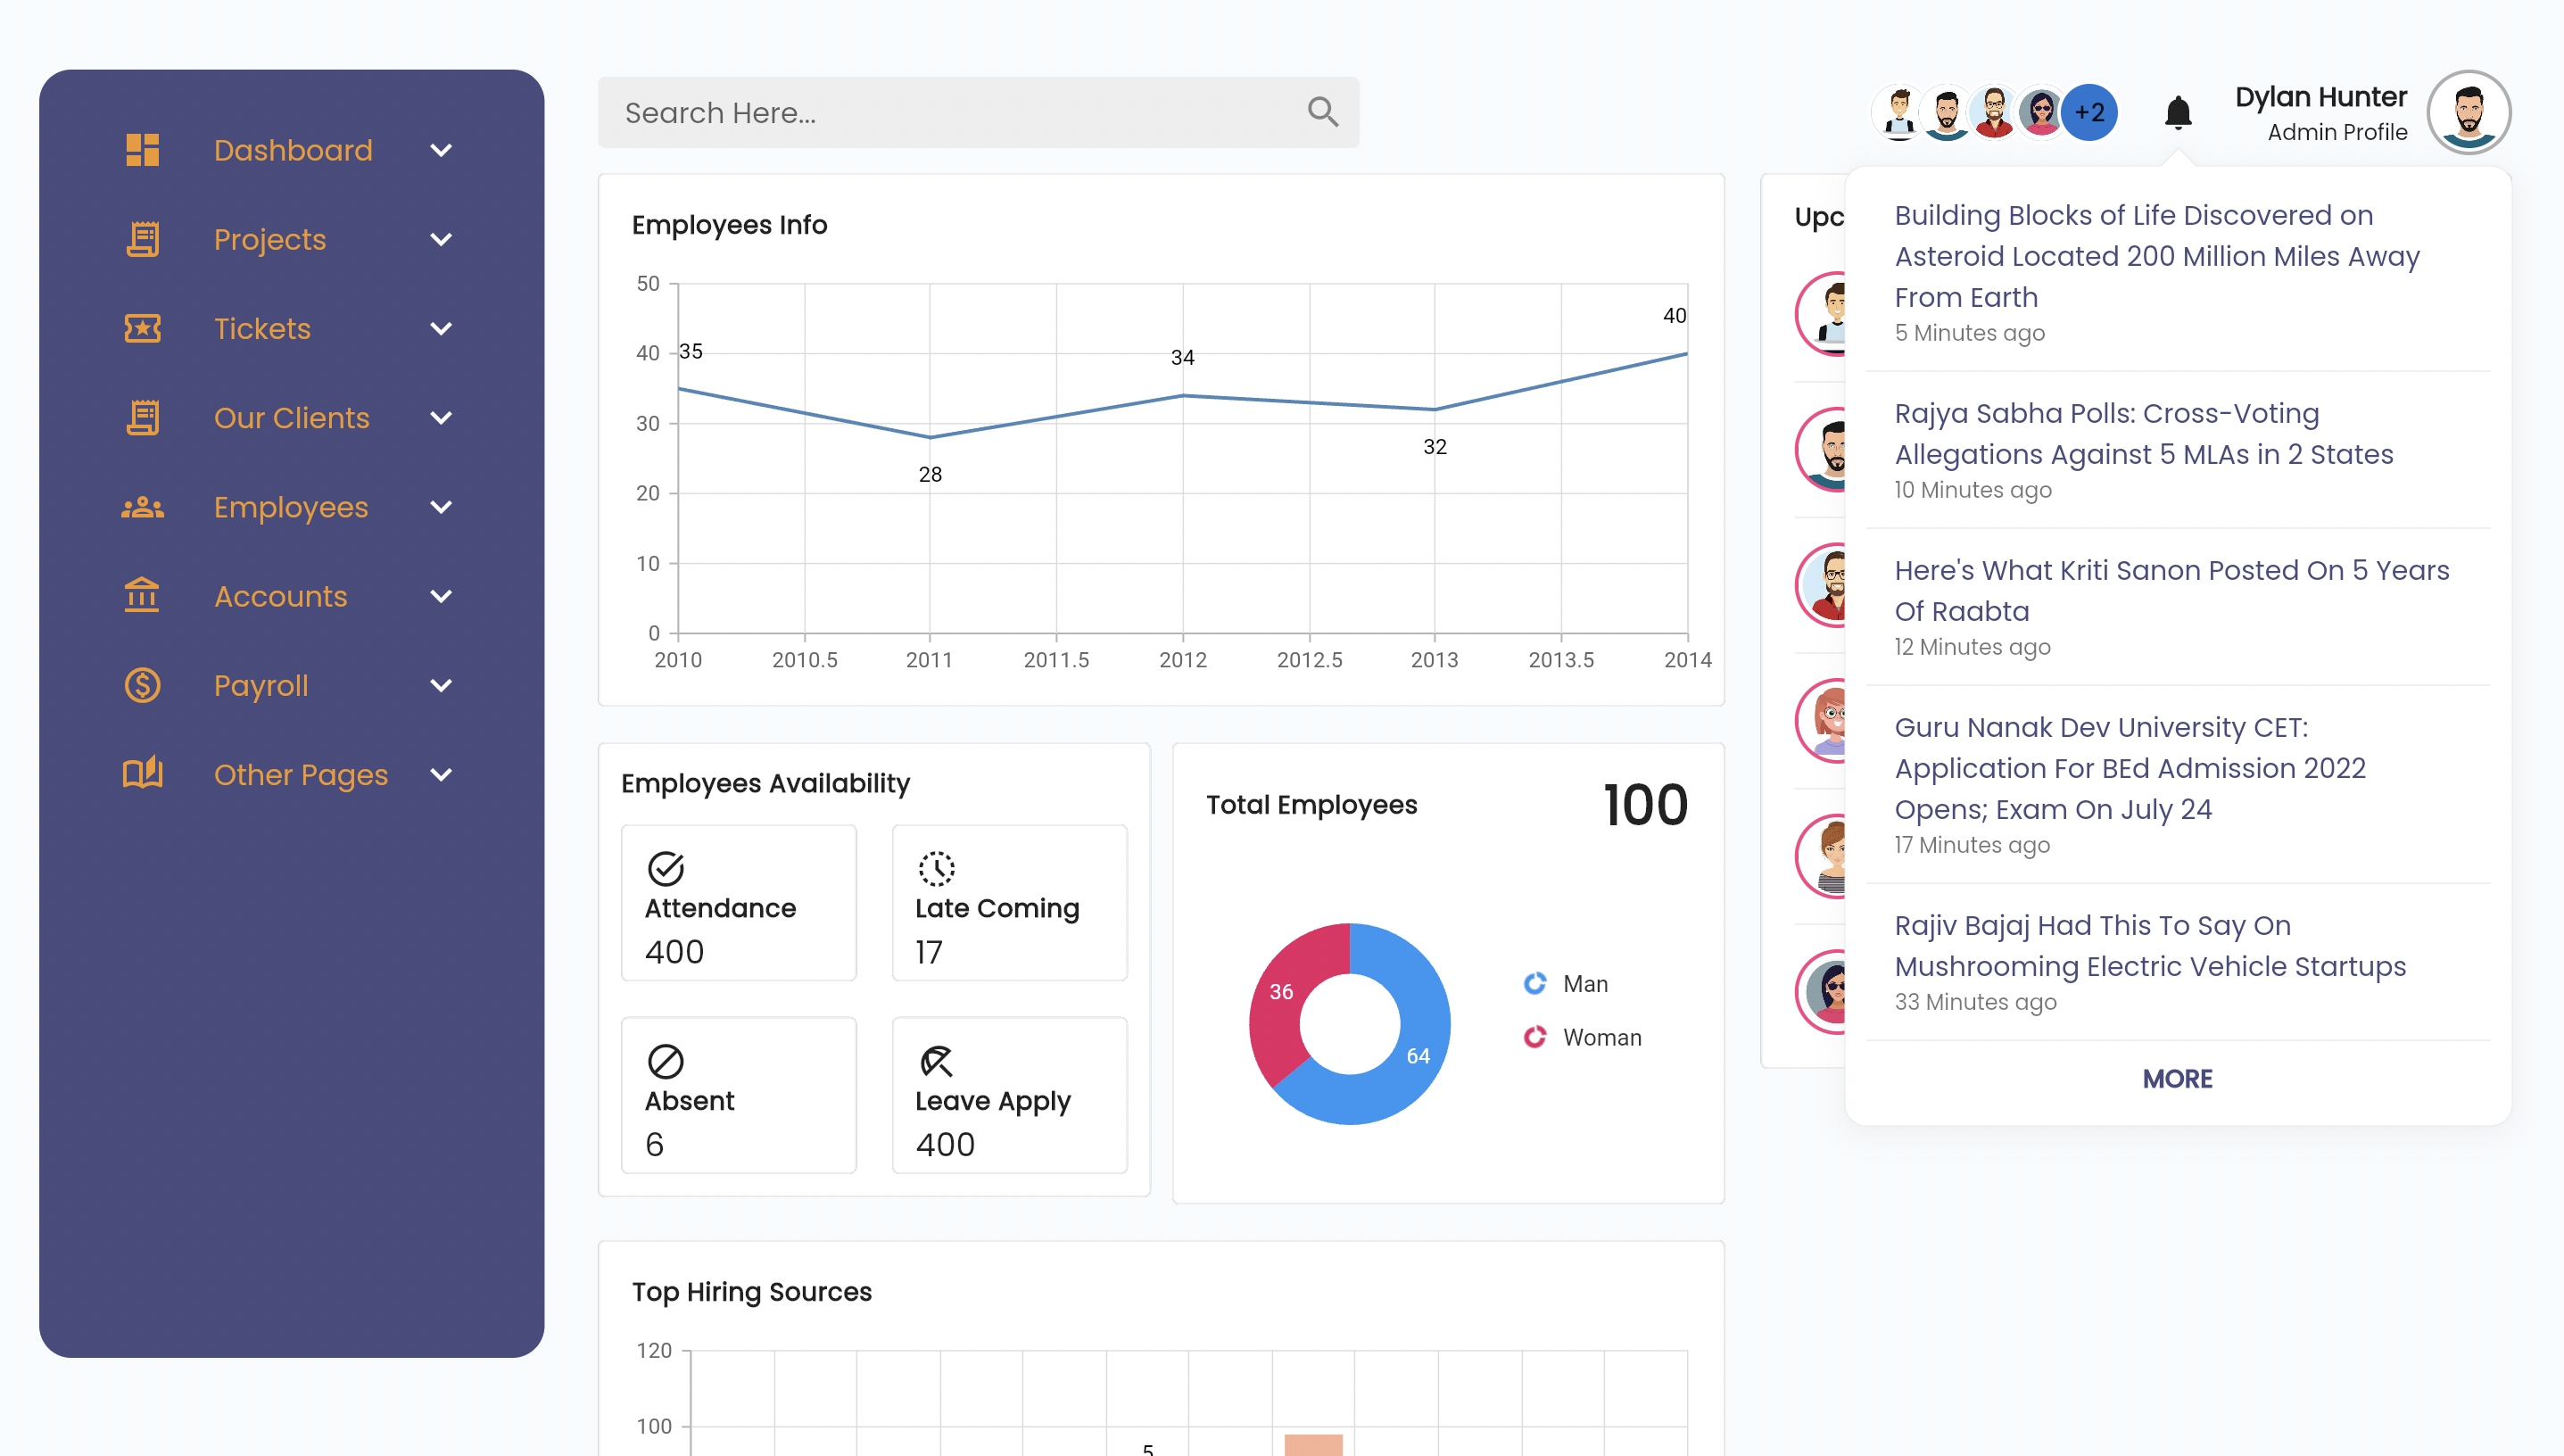 Dashboard
Projects
Tickets
Our Clients
Employees
Accounts
Payroll
Other Pages
Search Here...
+2
Dylan Hunter
Admin Profile
Employees Info
50
40
30
20
10
0
35
28
34
32
40
2010
2010.5
2011
2011.5
2012
2012.5
2013
2013.5
2014
Employees Availability
Attendance
400
Late Coming
17
Absent
6
Leave Apply
400
Total Employees
100
36
64
Man
Woman
Top Hiring Sources
120
100
5
Upc
Building Blocks of Life Discovered on
Asteroid Located 200 Million Miles Away
From Earth
5 Minutes ago
Rajya Sabha Polls: Cross-Voting
Allegations Against 5 MLAs in 2 States
10 Minutes ago
Here's What Kriti Sanon Posted On 5 Years
Of Raabta
12 Minutes ago
Guru Nanak Dev University CET:
Application For BEd Admission 2022
Opens; Exam On July 24
17 Minutes ago
Rajiv Bajaj Had This To Say On
Mushrooming Electric Vehicle Startups
33 Minutes ago
MORE